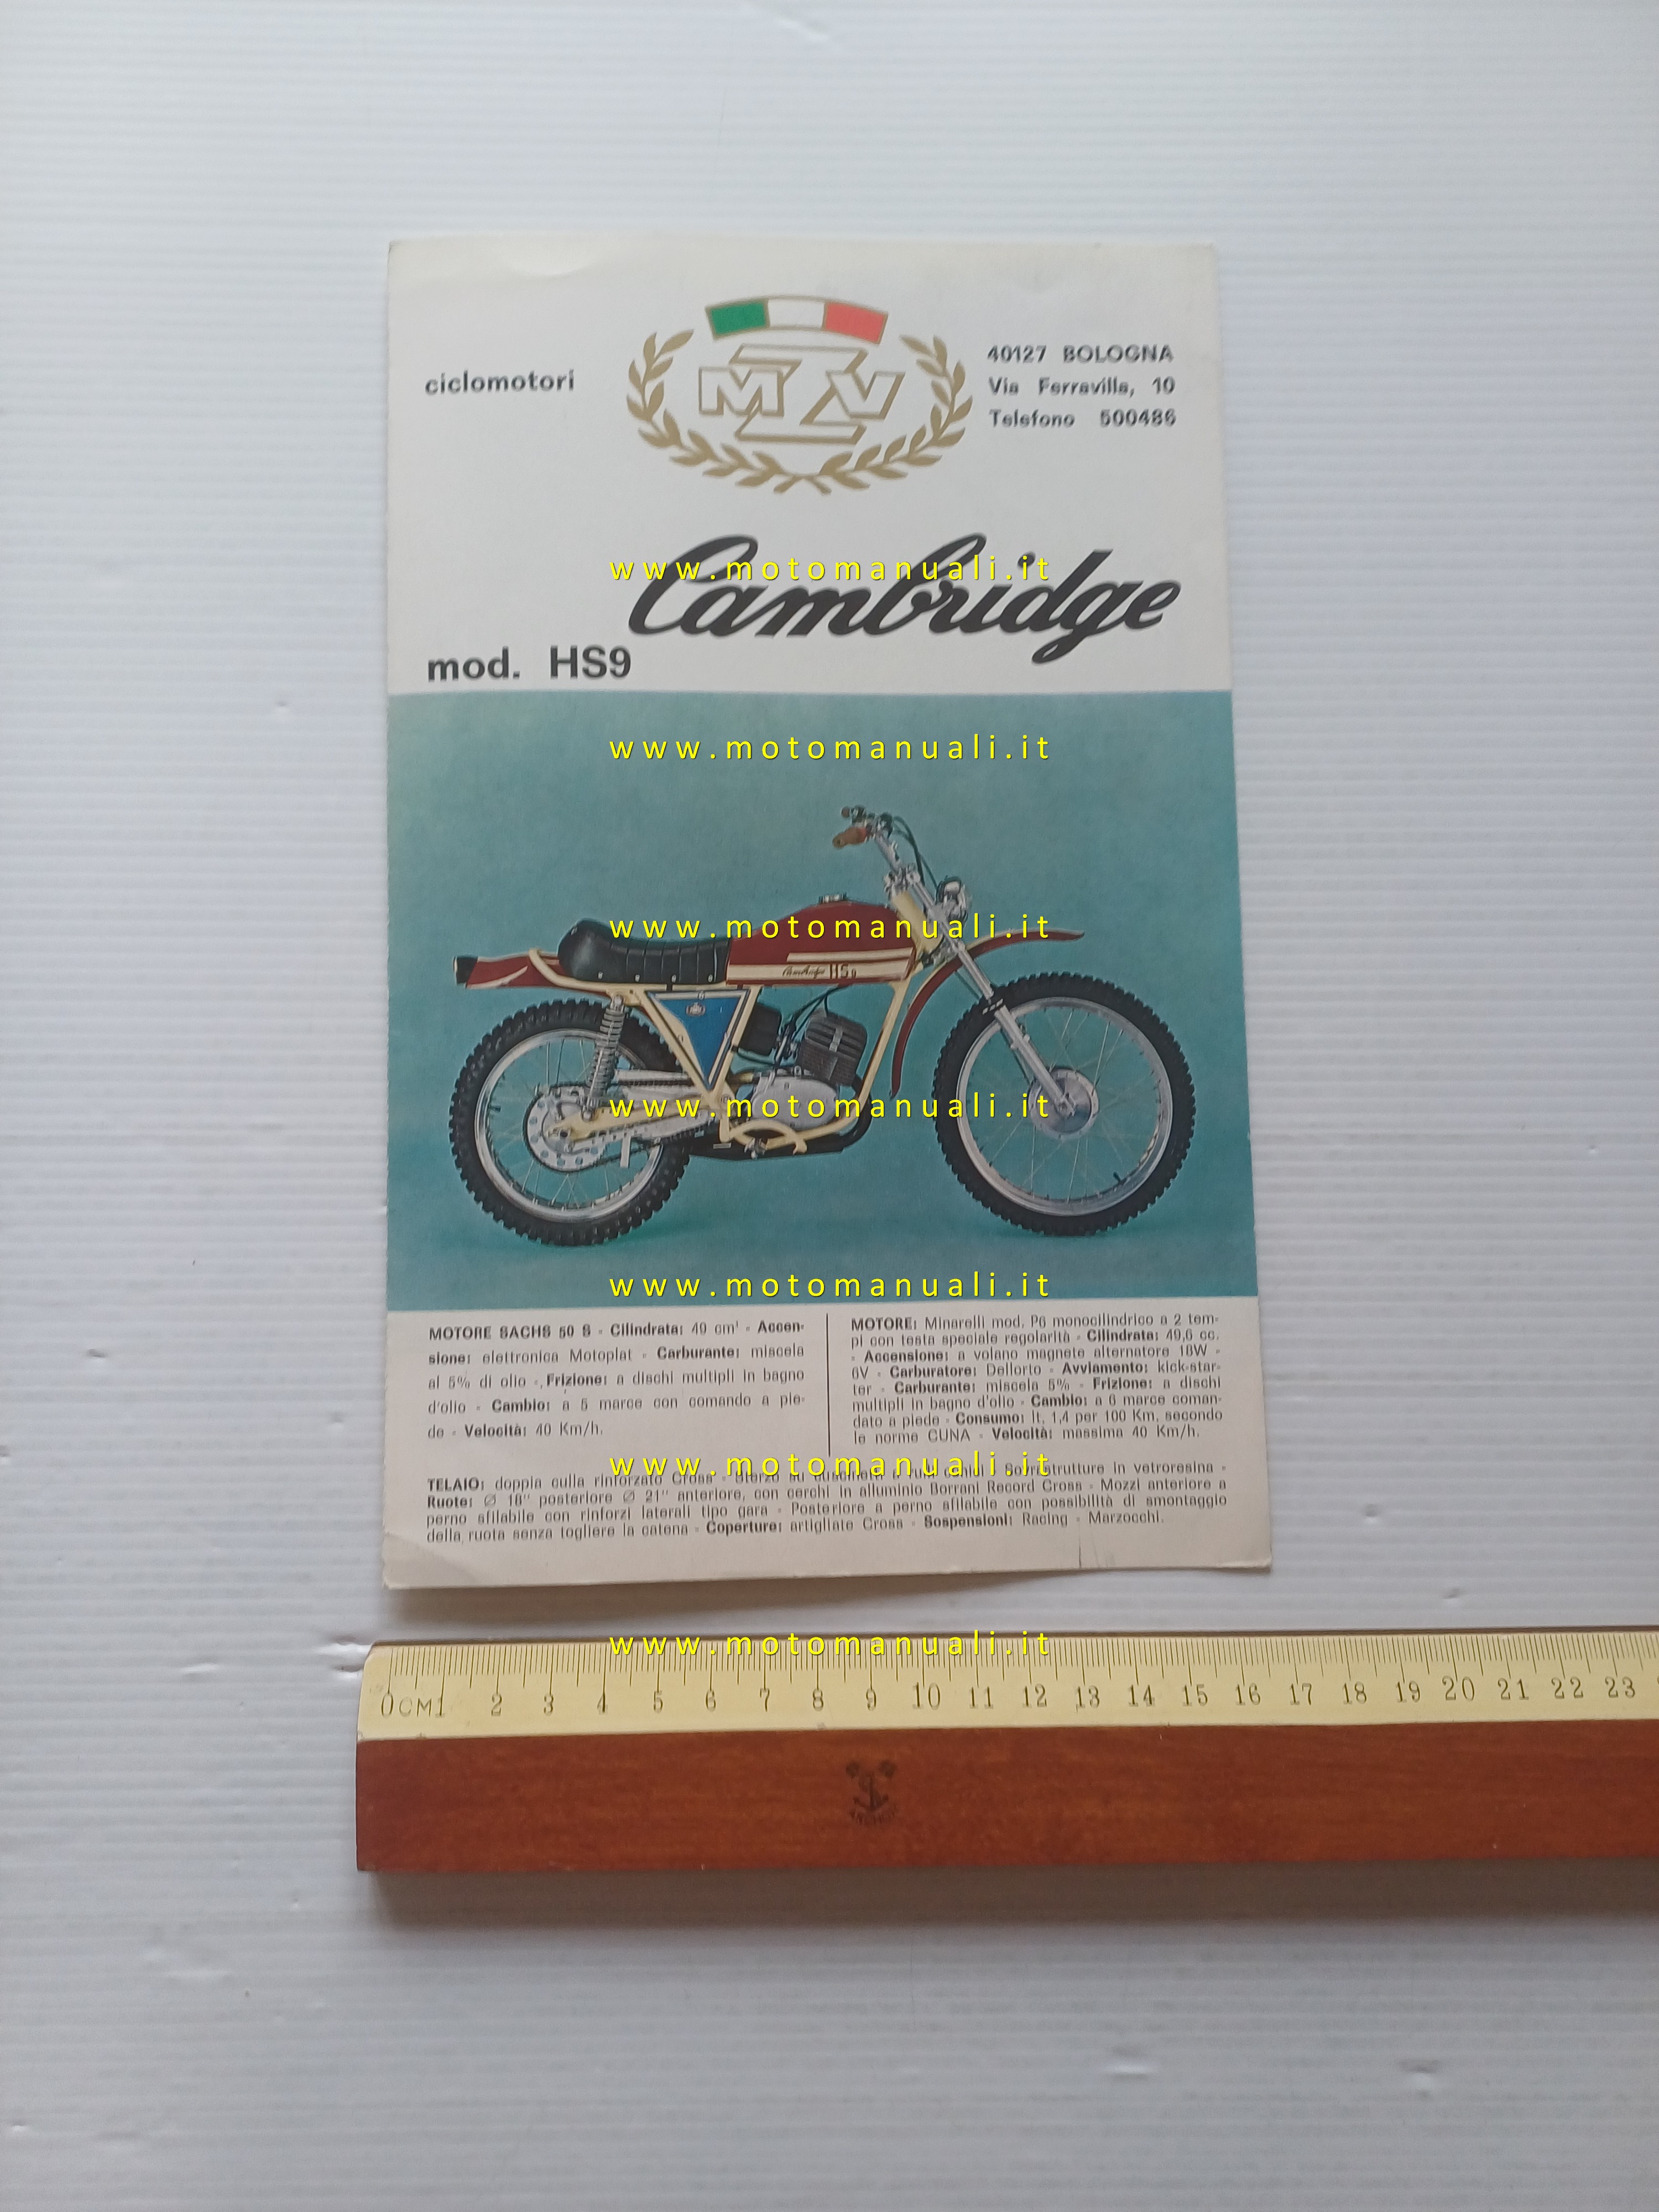 ciclomotori
MZV
40127 BOLOGNA
Via Ferravilla, 10
Telefono 500486
Cambridge
www.motomanuali.it
mod. HS9
www.motomanuali.it
www.motomanuali.it
Cambridge HS9
www.motomanuali.it
www.motomanuali.it
MOTORE SACHS 50 S - Cilindrata: 49 cm³ - Accen-
sione: elettronica Motoplat - Carburante: miscela
al 5% di olio - Frizione: a dischi multipli in bagno
d'olio - Cambio: a 5 marce con comando a pie-
de - Velocità: 40 Km/h.
MOTORE: Minarelli mod. P6 monocilindrico a 2 tem-
pi con testa speciale regolarità - Cilindrata: 49,6 cc.
- Accensione: a volano magnete alternatore 18W -
6V - Carburatore: Dellorto - Avviamento: kick-star-
ter - Carburante: miscela 5% - Frizione: a dischi
multipli in bagno d'olio - Cambio: a 6 marce coman-
dato a piede - Consumo: lt. 1,4 per 100 Km. secondo
le norme CUNA - Velocità: massima 40 Km/h.
www.motomanuali.it
TELAIO: doppia culla rinforzato Cross - Sterzo su - Sovrastrutture in vetroresina -
Ruote: Ø 18" posteriore Ø 21" anteriore, con cerchi in alluminio Borrani Record Cross - Mozzi anteriore a
perno sfilabile con rinforzi laterali tipo gara - Posteriore a perno sfilabile con possibilità di smontaggio
della ruota senza togliere la catena - Coperture: artigliate Cross - Sospensioni: Racing - Marzocchi.
www.motomanuali.it
0CM1 2 3 4 5 6 7 8 9 10 11 12 13 14 15 16 17 18 19 20 21 22 23